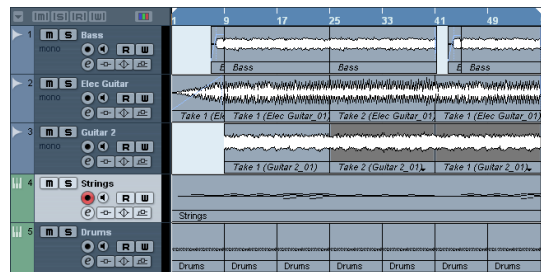 M S R W
1 9 17 25 33 41 49
1 M S Bass
mono R W
e
E Bass Bass E Bass
2 M S Elec Guitar
mono R W
e
Take 1 (Ele Take 1 (Elec Guitar_01) Take 2 (Elec Guitar_01) Take 1 (Elec Guitar_01
3 M S Guitar 2
mono R W
e
Take 1 (Guitar 2_01) Take 2 (Guitar 2_01) Take 1 (Guitar 2_01)
4 M S Strings
R W
e
Strings
5 M S Drums
R W
e
Drums Drums Drums Drums Drums Drums Drums